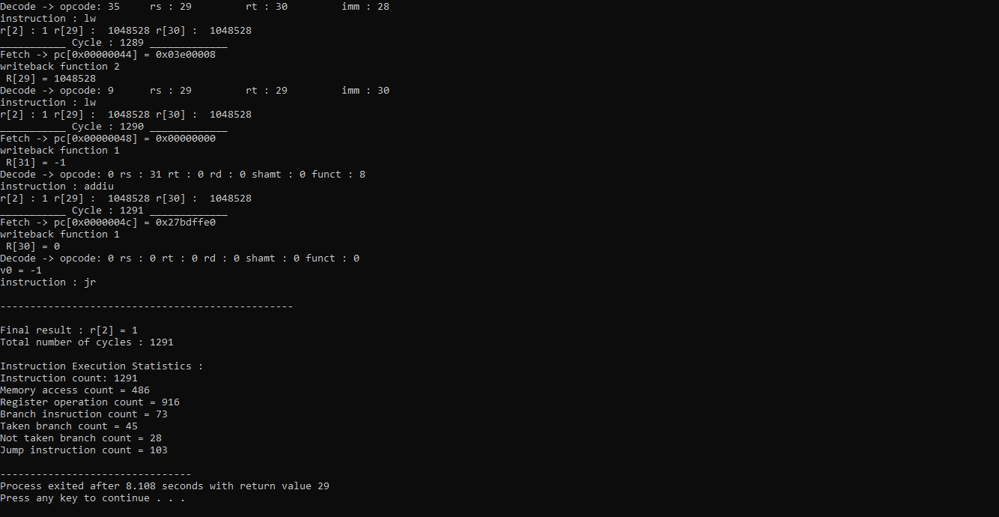 Decode -> opcode: 35     rs : 29         rt : 30         imm : 28
instruction : lw
r[2] : 1 r[29] :  1048528 r[30] :  1048528
___________ Cycle : 1289 _____________
Fetch -> pc[0x00000044] = 0x03e00008
writeback function 2
 R[29] = 1048528
Decode -> opcode: 9      rs : 29         rt : 29         imm : 30
instruction : lw
r[2] : 1 r[29] :  1048528 r[30] :  1048528
___________ Cycle : 1290 _____________
Fetch -> pc[0x00000048] = 0x00000000
writeback function 1
 R[31] = -1
Decode -> opcode: 0 rs : 31 rt : 0 rd : 0 shamt : 0 funct : 8
instruction : addiu
r[2] : 1 r[29] :  1048528 r[30] :  1048528
___________ Cycle : 1291 _____________
Fetch -> pc[0x0000004c] = 0x27bdffe0
writeback function 1
 R[30] = 0
Decode -> opcode: 0 rs : 0 rt : 0 rd : 0 shamt : 0 funct : 0
v0 = -1
instruction : jr
-------------------------------------------------
Final result : r[2] = 1
Total number of cycles : 1291
Instruction Execution Statistics :
Instruction count: 1291
Memory access count = 486
Register operation count = 916
Branch insruction count = 73
Taken branch count = 45
Not taken branch count = 28
Jump instruction count = 103
--------------------------------
Process exited after 8.108 seconds with return value 29
Press any key to continue . . .